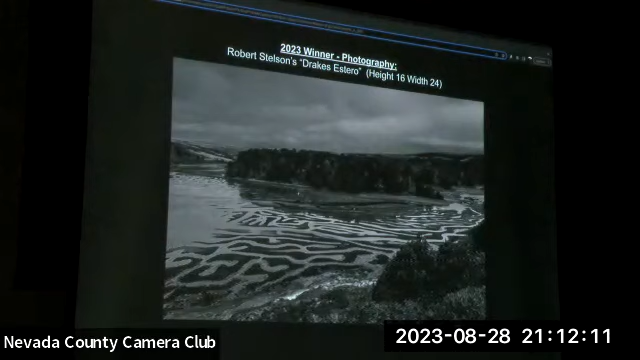 2023 Winner - Photography:
Robert Stelson's "Drakes Estero" (Height 16 Width 24)
Nevada County Camera Club
2023-08-28 21:12:11